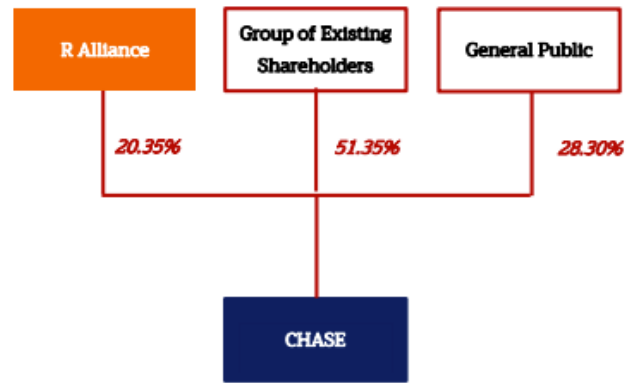 R Alliance
Group of Existing
Shareholders
General Public
20.35%
51.35%
28.30%
CHASE